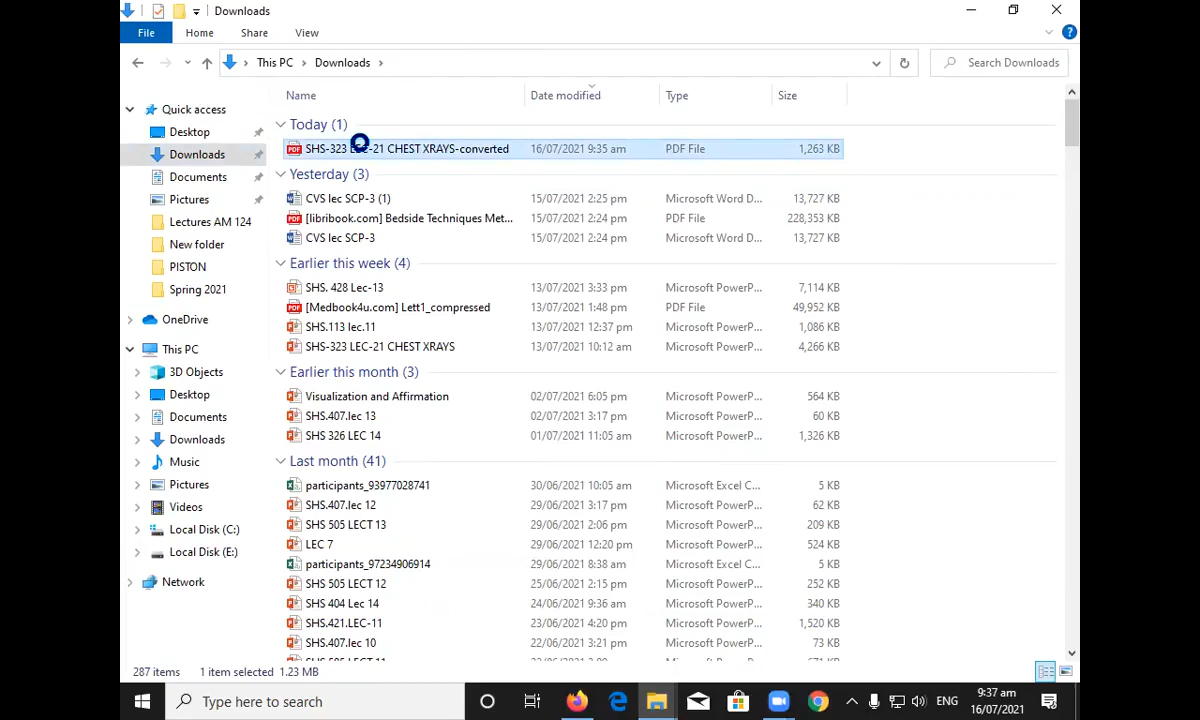 Downloads
File Home Share View
This PC Downloads Search Downloads
Name Date modified Type Size
Quick access
Desktop
Downloads
Documents
Pictures
Lectures AM 124
New folder
PISTON
Spring 2021
OneDrive
This PC
3D Objects
Desktop
Documents
Downloads
Music
Pictures
Videos
Local Disk (C:)
Local Disk (E:)
Network
Today (1)
SHS-323 LEC-21 CHEST XRAYS-converted 16/07/2021 9:35 am PDF File 1,263 KB
Yesterday (3)
CVS lec SCP-3 (1) 15/07/2021 2:25 pm Microsoft Word D... 13,727 KB
[libribook.com] Bedside Techniques Met... 15/07/2021 2:24 pm PDF File 228,353 KB
CVS lec SCP-3 15/07/2021 2:24 pm Microsoft Word D... 13,727 KB
Earlier this week (4)
SHS. 428 Lec-13 13/07/2021 3:33 pm Microsoft PowerP... 7,114 KB
[Medbook4u.com] Lett1_compressed 13/07/2021 1:48 pm PDF File 49,952 KB
SHS.113 lec.11 13/07/2021 12:37 pm Microsoft PowerP... 1,086 KB
SHS-323 LEC-21 CHEST XRAYS 13/07/2021 10:12 am Microsoft PowerP... 4,266 KB
Earlier this month (3)
Visualization and Affirmation 02/07/2021 6:05 pm Microsoft PowerP... 564 KB
SHS.407.lec 13 02/07/2021 3:17 pm Microsoft PowerP... 60 KB
SHS 326 LEC 14 01/07/2021 11:05 am Microsoft PowerP... 1,326 KB
Last month (41)
participants_93977028741 30/06/2021 10:05 am Microsoft Excel C... 5 KB
SHS.407.lec 12 29/06/2021 3:17 pm Microsoft PowerP... 62 KB
SHS 505 LECT 13 29/06/2021 2:06 pm Microsoft PowerP... 209 KB
LEC 7 29/06/2021 12:20 pm Microsoft PowerP... 524 KB
participants_97234906914 29/06/2021 8:38 am Microsoft Excel C... 5 KB
SHS 505 LECT 12 25/06/2021 2:15 pm Microsoft PowerP... 252 KB
SHS 404 Lec 14 24/06/2021 9:36 am Microsoft PowerP... 340 KB
SHS.421.LEC-11 23/06/2021 4:20 pm Microsoft PowerP... 1,520 KB
SHS.407.lec 10 22/06/2021 3:21 pm Microsoft PowerP... 73 KB
287 items 1 item selected 1.23 MB
Type here to search
ENG
9:37 am
16/07/2021